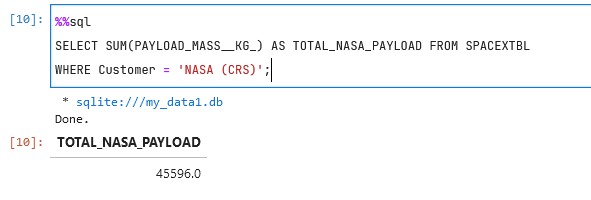 [10]: %%sql
SELECT SUM(PAYLOAD_MASS__KG_) AS TOTAL_NASA_PAYLOAD FROM SPACEXTBL
WHERE Customer = 'NASA (CRS)';
* sqlite:///my_data1.db
Done.
[10]: TOTAL_NASA_PAYLOAD
45596.0